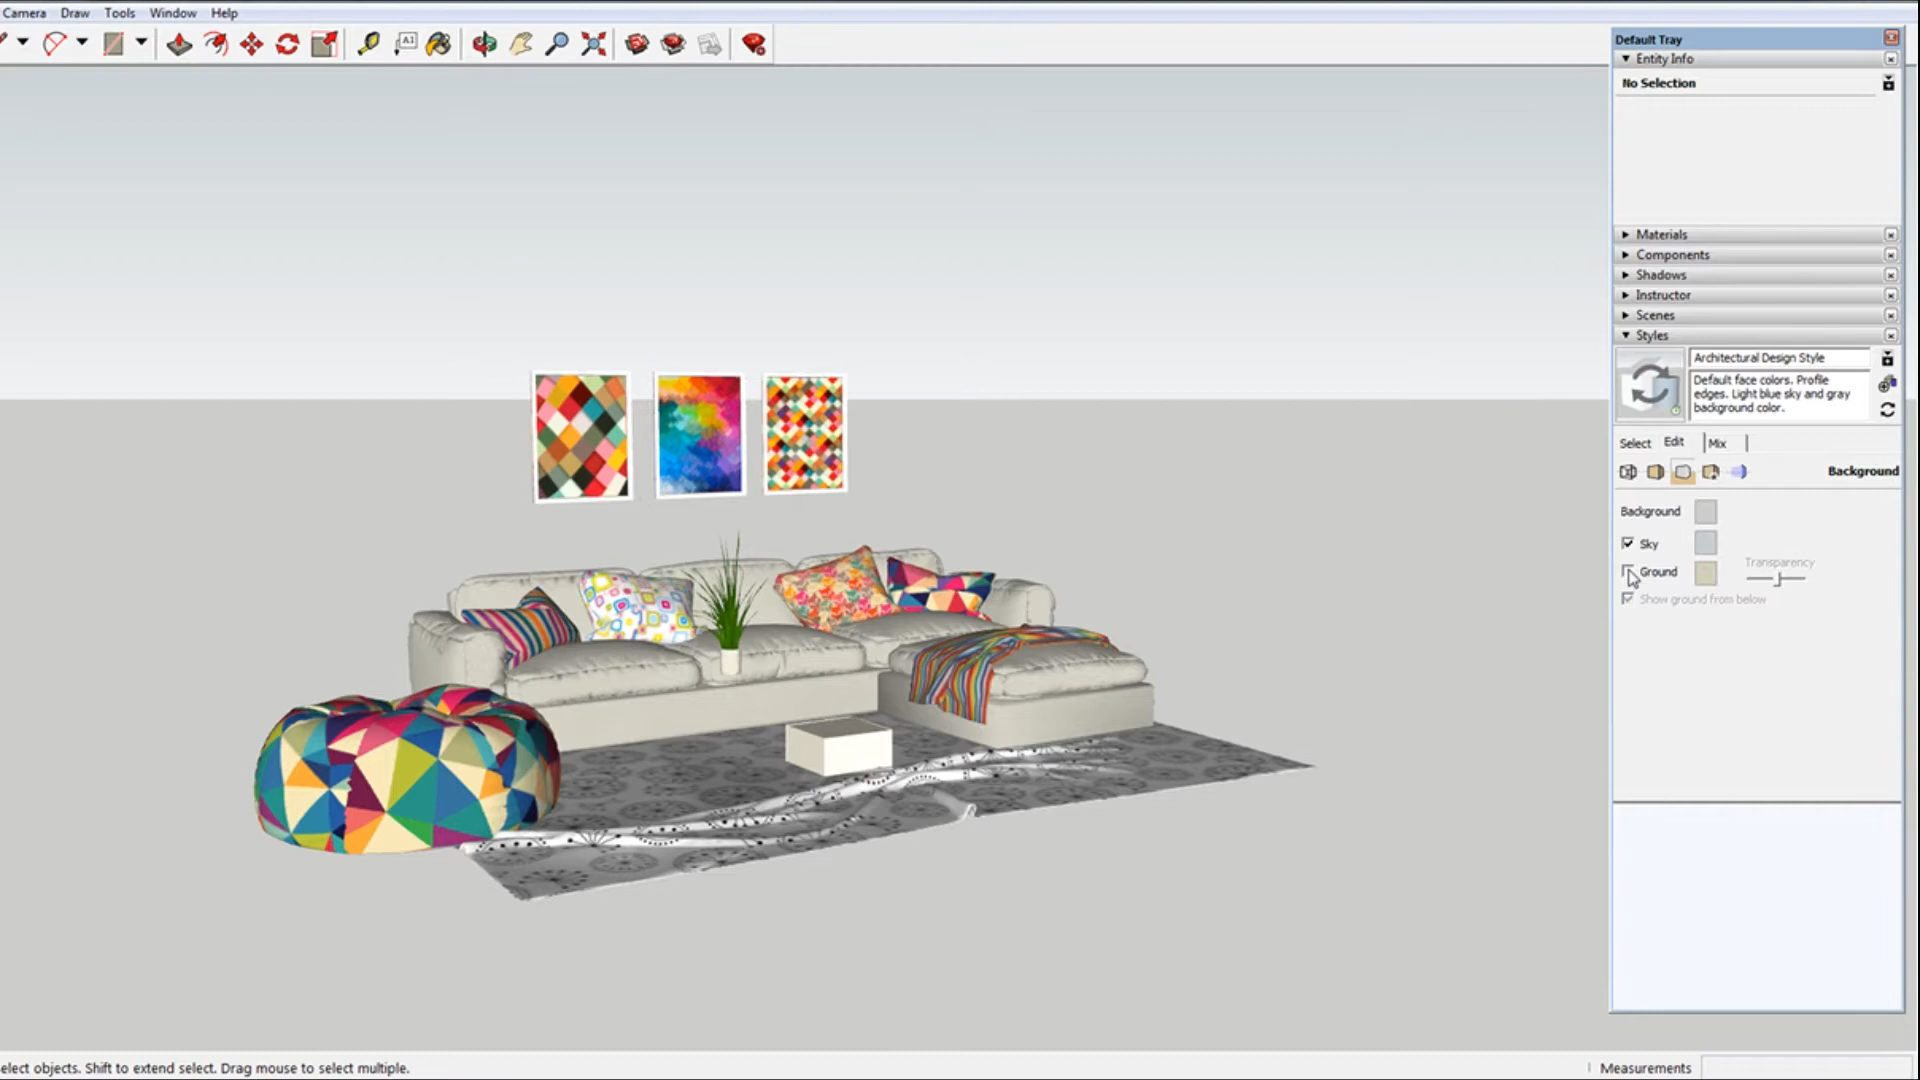 Camera Draw Tools Window Help
A1
Default Tray
Entity Info
No Selection
Materials
Components
Shadows
Instructor
Scenes
Styles
Architectural Design Style
Default face colors. Profile
edges. Light blue sky and gray
background color.
Select Edit Mix
Background
Background
Sky
Transparency
Ground
Show ground from below
elect objects. Shift to extend select. Drag mouse to select multiple.
Measurements